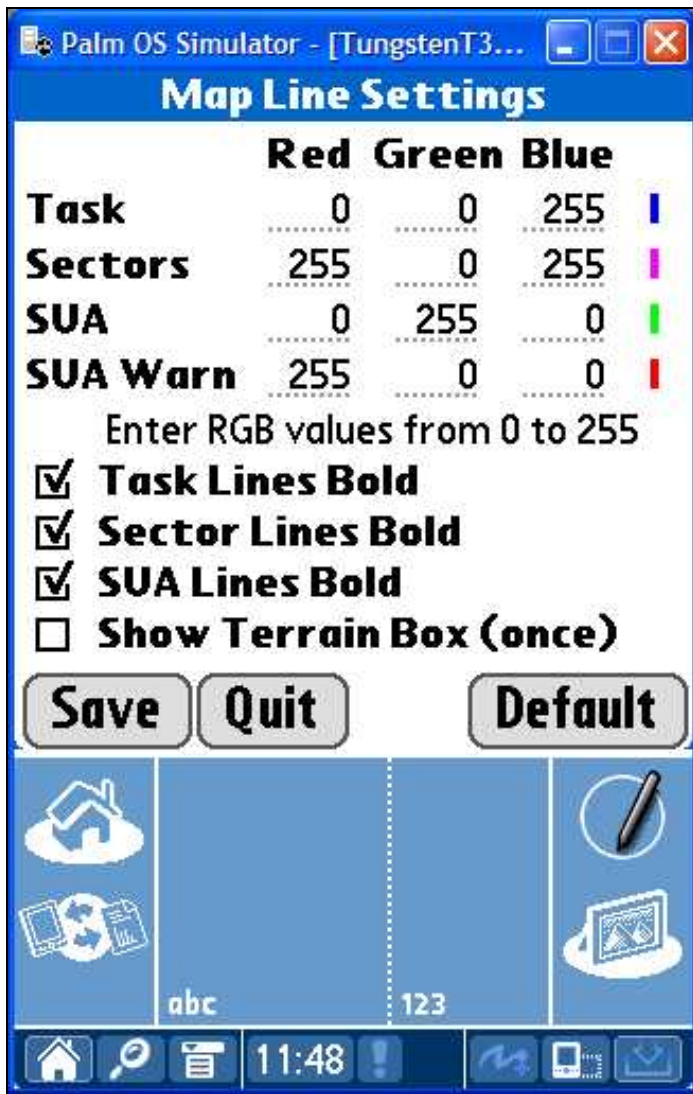 Palm OS Simulator - [TungstenT3...
Map Line Settings
Red Green Blue
Task 0 0 255
Sectors 255 0 255
SUA 0 255 0
SUA Warn 255 0 0
Enter RGB values from 0 to 255
Task Lines Bold
Sector Lines Bold
SUA Lines Bold
Show Terrain Box (once)
Save Quit Default
abc 123
11:48